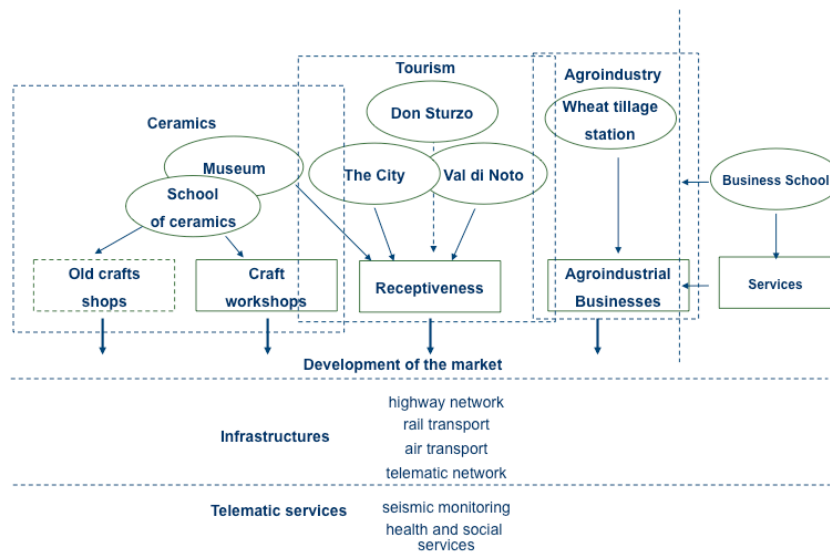 Tourism
Agroindustry
Don Sturzo
Wheat tillage
station
Ceramics
Museum
The City
Val di Noto
Business School
School
of ceramics
Old crafts
shops
Craft
workshops
Receptiveness
Agroindustrial
Businesses
Services
Development of the market
highway network
rail transport
Infrastructures
air transport
telematic network
Telematic services
seismic monitoring
health and social
services